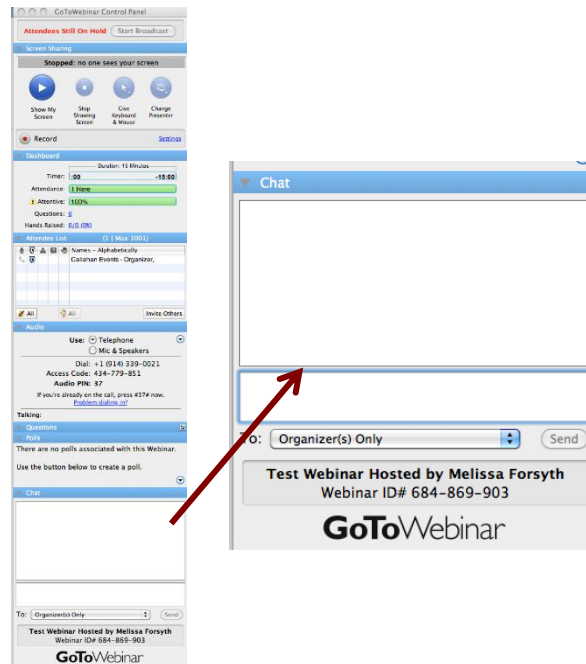 GoToWebinar Control Panel
Attendees Still On Hold Start Broadcast
Screen Sharing
Stopped: no one sees your screen
Show My Screen
Stop Showing Screen
Give Keyboard & Mouse
Change Presenter
Record Settings
Dashboard
Duration: 15 Minutes
Timer: :00 -15:00
Attendance: 1 Here
Attentive: 100%
Questions: 0
Hands Raised: 0/0 (0%)
Attendee List (1 | Max 1001)
Names - Alphabetically
Callahan Events - Organizer,
All All Invite Others
Audio
Use: Telephone
Mic & Speakers
Dial: +1 (914) 339-0021
Access Code: 434-779-851
Audio PIN: 37
If you're already on the call, press #37# now.
Problem dialing in?
Talking:
Questions
Polls
There are no polls associated with this Webinar.
Use the button below to create a poll.
Chat
To: Organizer(s) Only Send
Test Webinar Hosted by Melissa Forsyth
Webinar ID# 684-869-903
GoToWebinar
Chat
To: Organizer(s) Only Send
Test Webinar Hosted by Melissa Forsyth
Webinar ID# 684-869-903
GoToWebinar